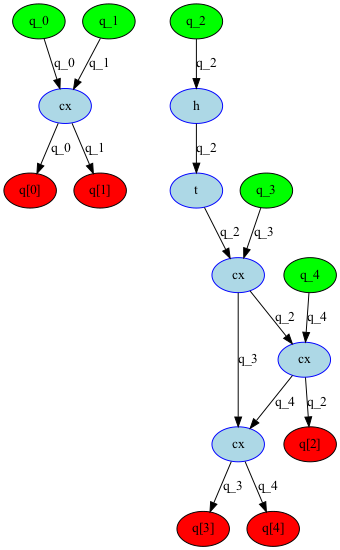 q_0 q_1 q_2
q_0 q_1 q_2
cx h
q_0 q_1 q_2
q[0] q[1] t q_3
q_2 q_3
cx q_4
q_2 q_4
q_3 cx
q_4 q_2
cx q[2]
q_3 q_4
q[3] q[4]